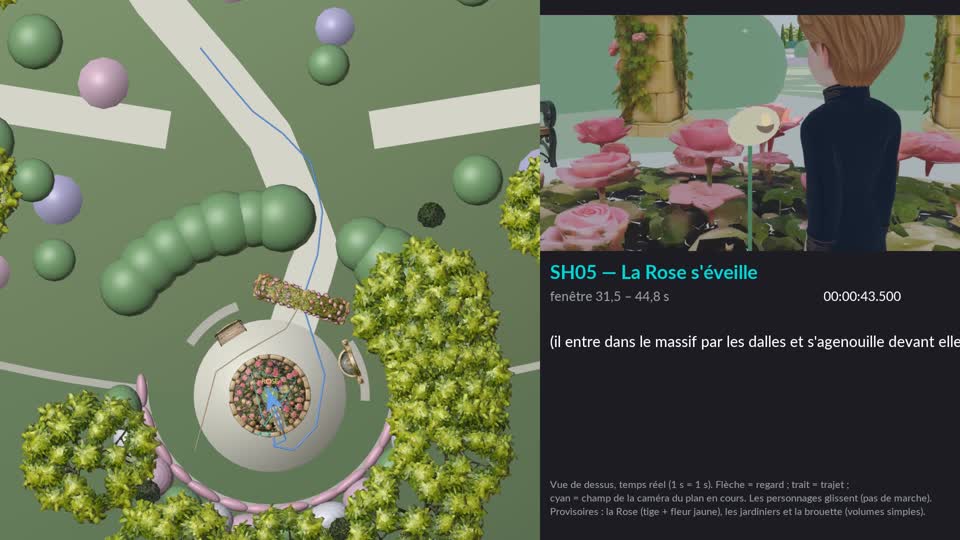 ROSE
SH05 — La Rose s'éveille
fenêtre 31,5 – 44,8 s
00:00:43.500
(il entre dans le massif par les dalles et s'agenouille devant elle
Vue de dessus, temps réel (1 s = 1 s). Flèche = regard ; trait = trajet ;
cyan = champ de la caméra du plan en cours. Les personnages glissent (pas de marche).
Provisoires : la Rose (tige + fleur jaune), les jardiniers et la brouette (volumes simples).